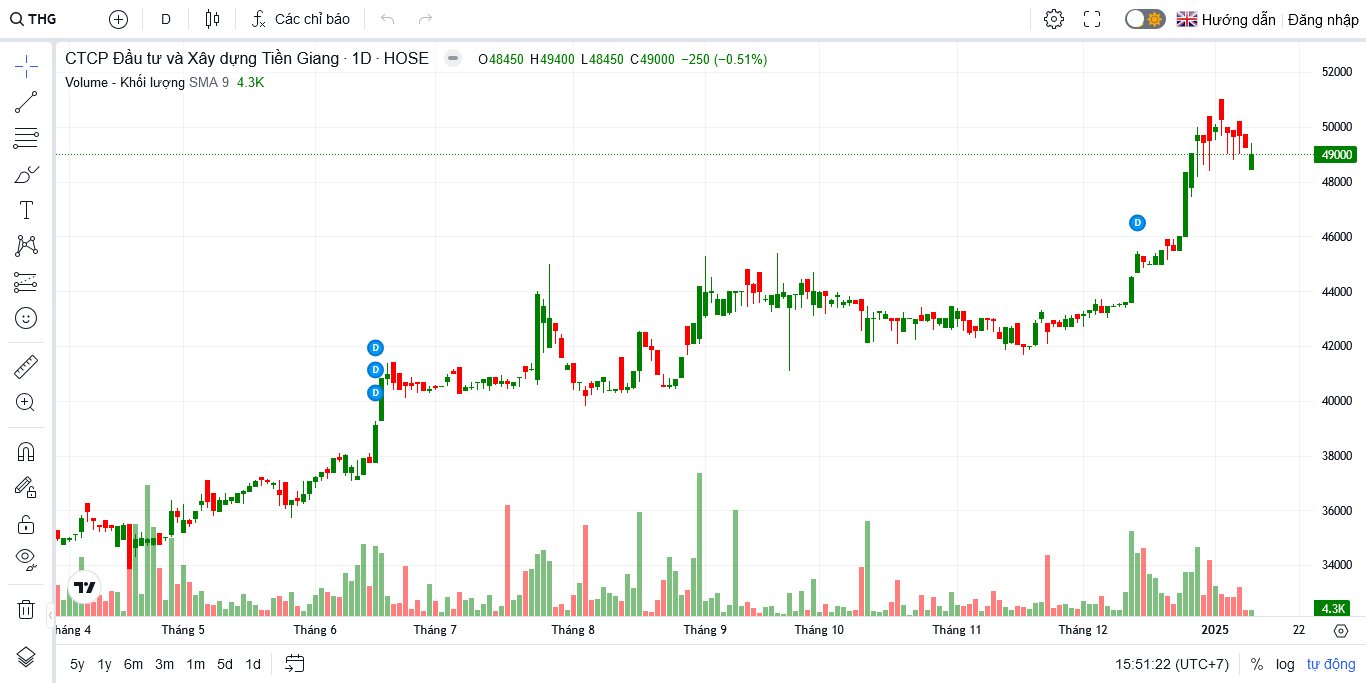 THG D Các chỉ báo Hướng dẫn Đăng nhập
CTCP Đầu tư và Xây dựng Tiền Giang · 1D · HOSE O48450 H49400 L48450 C49000 −250 (−0.51%)
Volume - Khối lượng SMA 9 4.3K
52000
50000
49000
48000
D
46000
44000
42000
D
D
D
40000
38000
36000
34000
4.3K
háng 4 Tháng 5 Tháng 6 Tháng 7 Tháng 8 Tháng 9 Tháng 10 Tháng 11 Tháng 12 2025 22
5y 1y 6m 3m 1m 5d 1d 15:51:22 (UTC+7) % log tự động